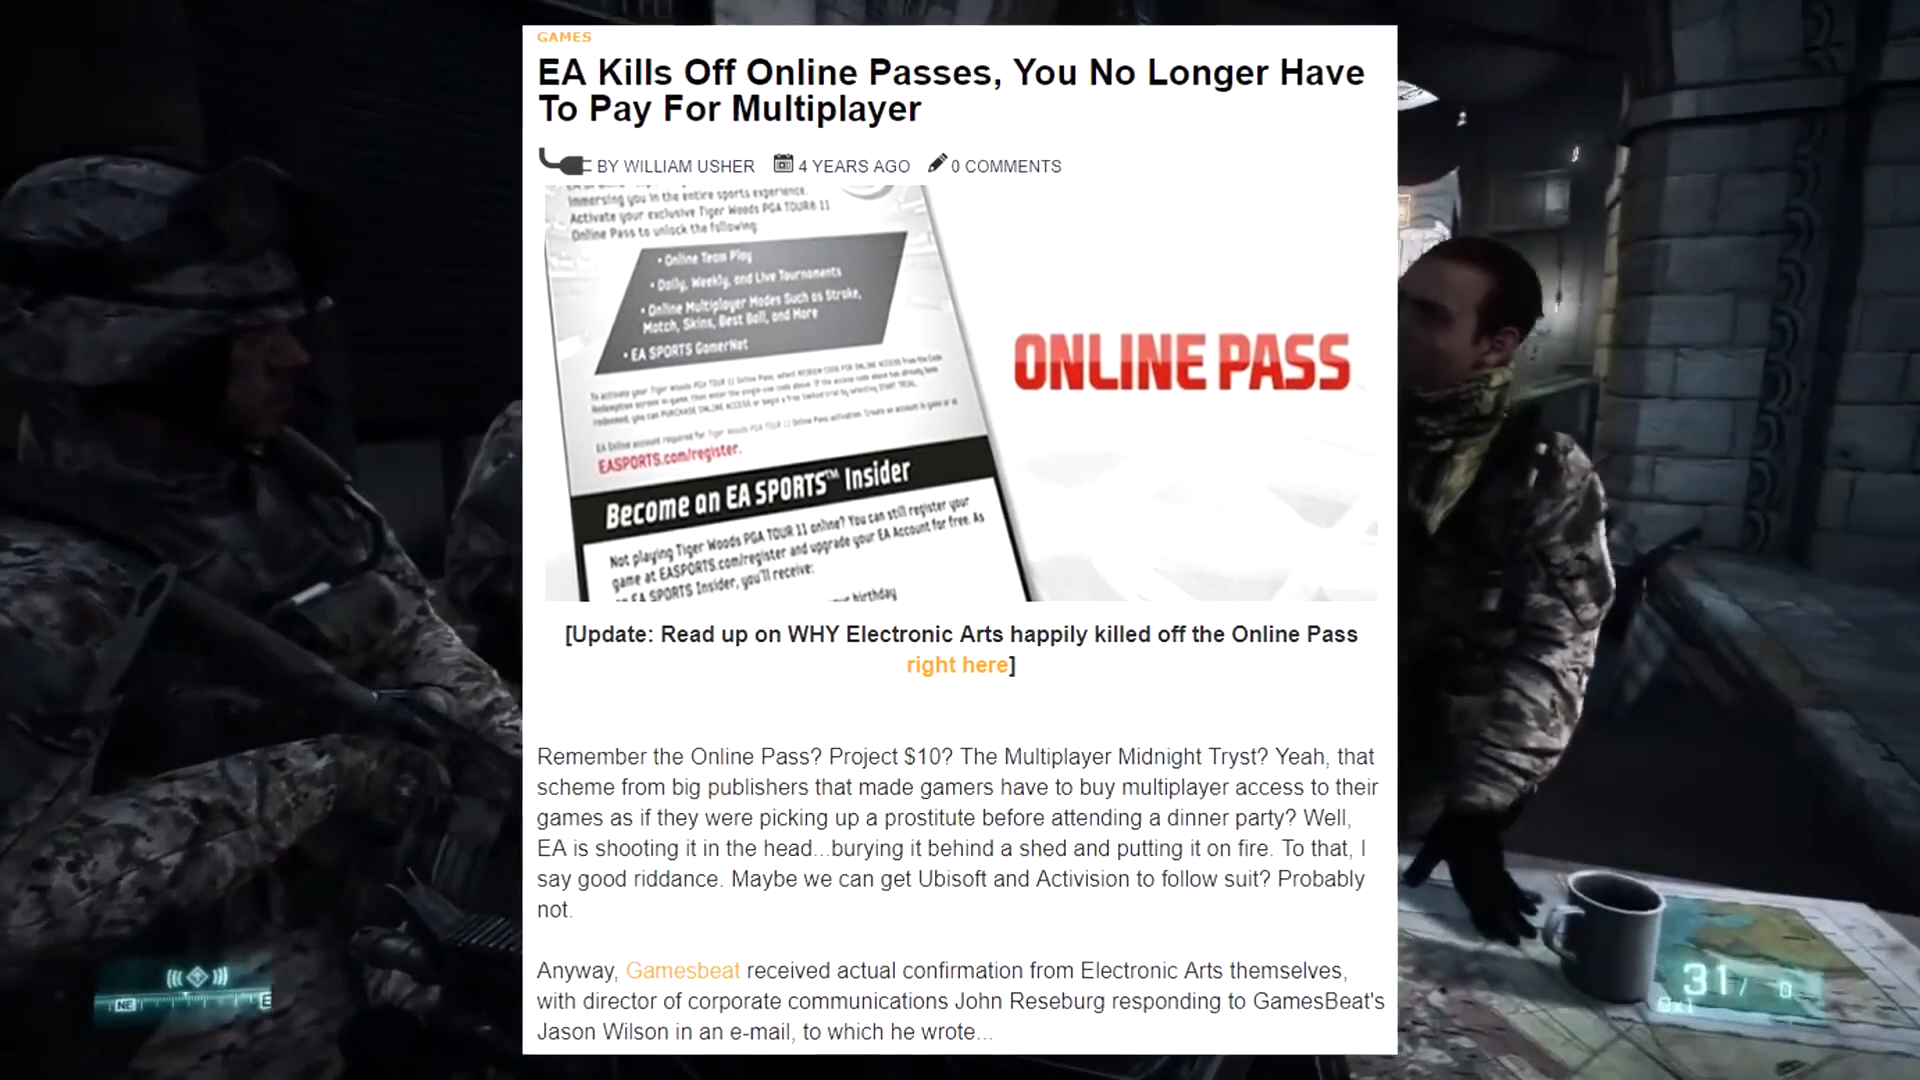 GAMES
EA Kills Off Online Passes, You No Longer Have
To Pay For Multiplayer
BY WILLIAM USHER 4 YEARS AGO 0 COMMENTS
Immersing you in the entire sports experience.
Activate your exclusive Tiger Woods PGA TOUR® 11
Online Pass to unlock the following:
• Online Team Play
• Daily, Weekly, and Live Tournaments
• Online Multiplayer Modes Such as Stroke,
Match, Skins, Best Ball, and More
• EA SPORTS GamerNet
EASPORTS.com/register.
ONLINE PASS
Become an EA SPORTS™ Insider
Not playing Tiger Woods PGA TOUR 11 online? You can still register your
game at EASPORTS.com/register and upgrade your EA Account for free. As
an EA SPORTS Insider, you'll receive:
birthday
[Update: Read up on WHY Electronic Arts happily killed off the Online Pass
right here]
Remember the Online Pass? Project $10? The Multiplayer Midnight Tryst? Yeah, that
scheme from big publishers that made gamers have to buy multiplayer access to their
games as if they were picking up a prostitute before attending a dinner party? Well,
EA is shooting it in the head...burying it behind a shed and putting it on fire. To that, I
say good riddance. Maybe we can get Ubisoft and Activision to follow suit? Probably
not.
Anyway, Gamesbeat received actual confirmation from Electronic Arts themselves,
with director of corporate communications John Reseburg responding to GamesBeat's
Jason Wilson in an e-mail, to which he wrote...
NE E
31/ 0
0x1